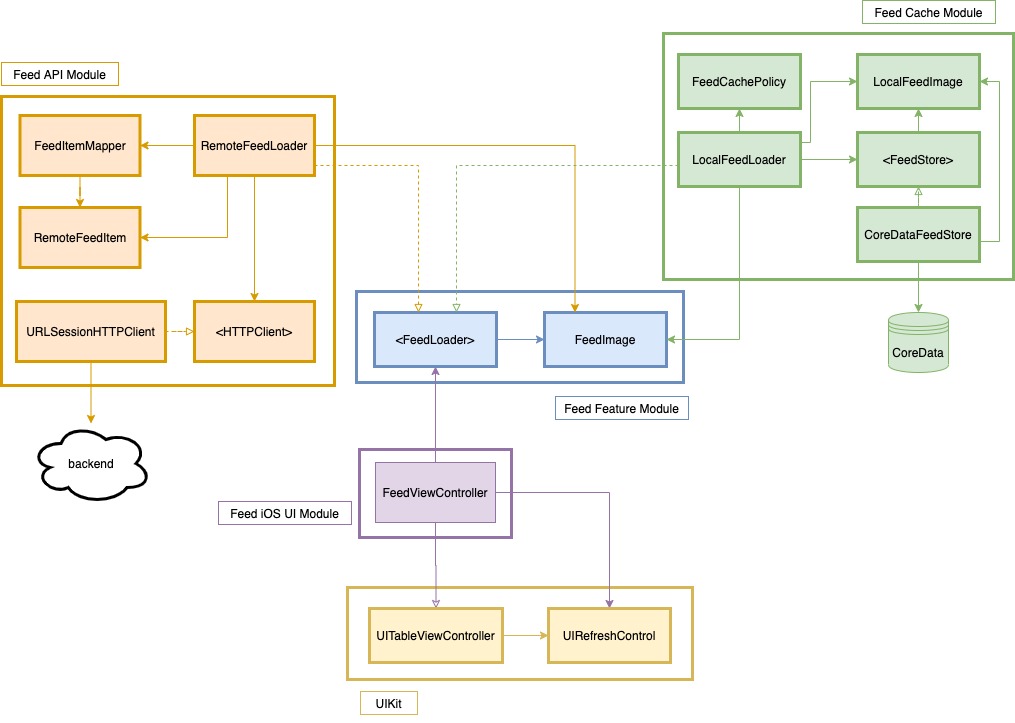 Feed Cache Module
Feed API Module
FeedCachePolicy
LocalFeedImage
FeedItemMapper
RemoteFeedLoader
LocalFeedLoader
<FeedStore>
RemoteFeedItem
CoreDataFeedStore
URLSessionHTTPClient
<HTTPClient>
<FeedLoader>
FeedImage
CoreData
Feed Feature Module
backend
FeedViewController
Feed iOS UI Module
UITableViewController
UIRefreshControl
UIKit